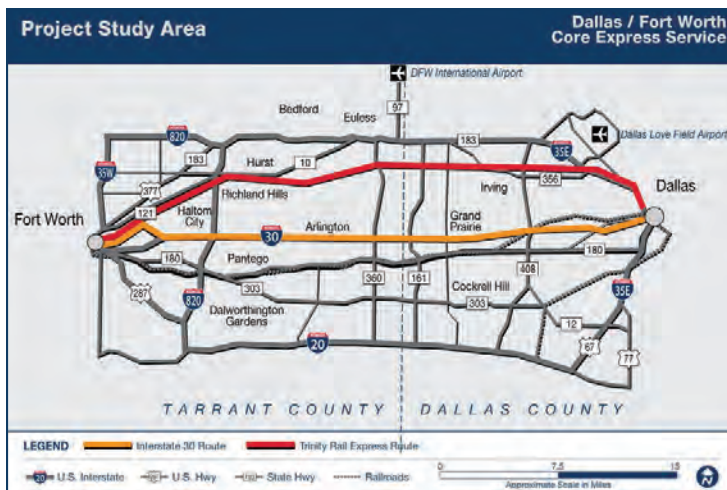 Project Study Area
Dallas / Fort Worth
Core Express Service
DFW International Airport
97
Bedford
Euless
820
183
Dallas Love Field Airport
35E
35W
183
Hurst
10
377
Richland Hills
Irving
356
Dallas
121
Haltom
City
Fort Worth
30
Arlington
Grand
Prairie
180
Pantego
180
287
820
303
360
161
408
Cockrell Hill
303
35E
Dalworthington
Gardens
12
67
77
20
TARRANT COUNTY
DALLAS COUNTY
LEGEND
Interstate 30 Route
Trinity Rail Express Route
20
U.S. Interstate
U.S. Hwy
State Hwy
Railroads
0
7.5
15
Approximate Scale in Miles